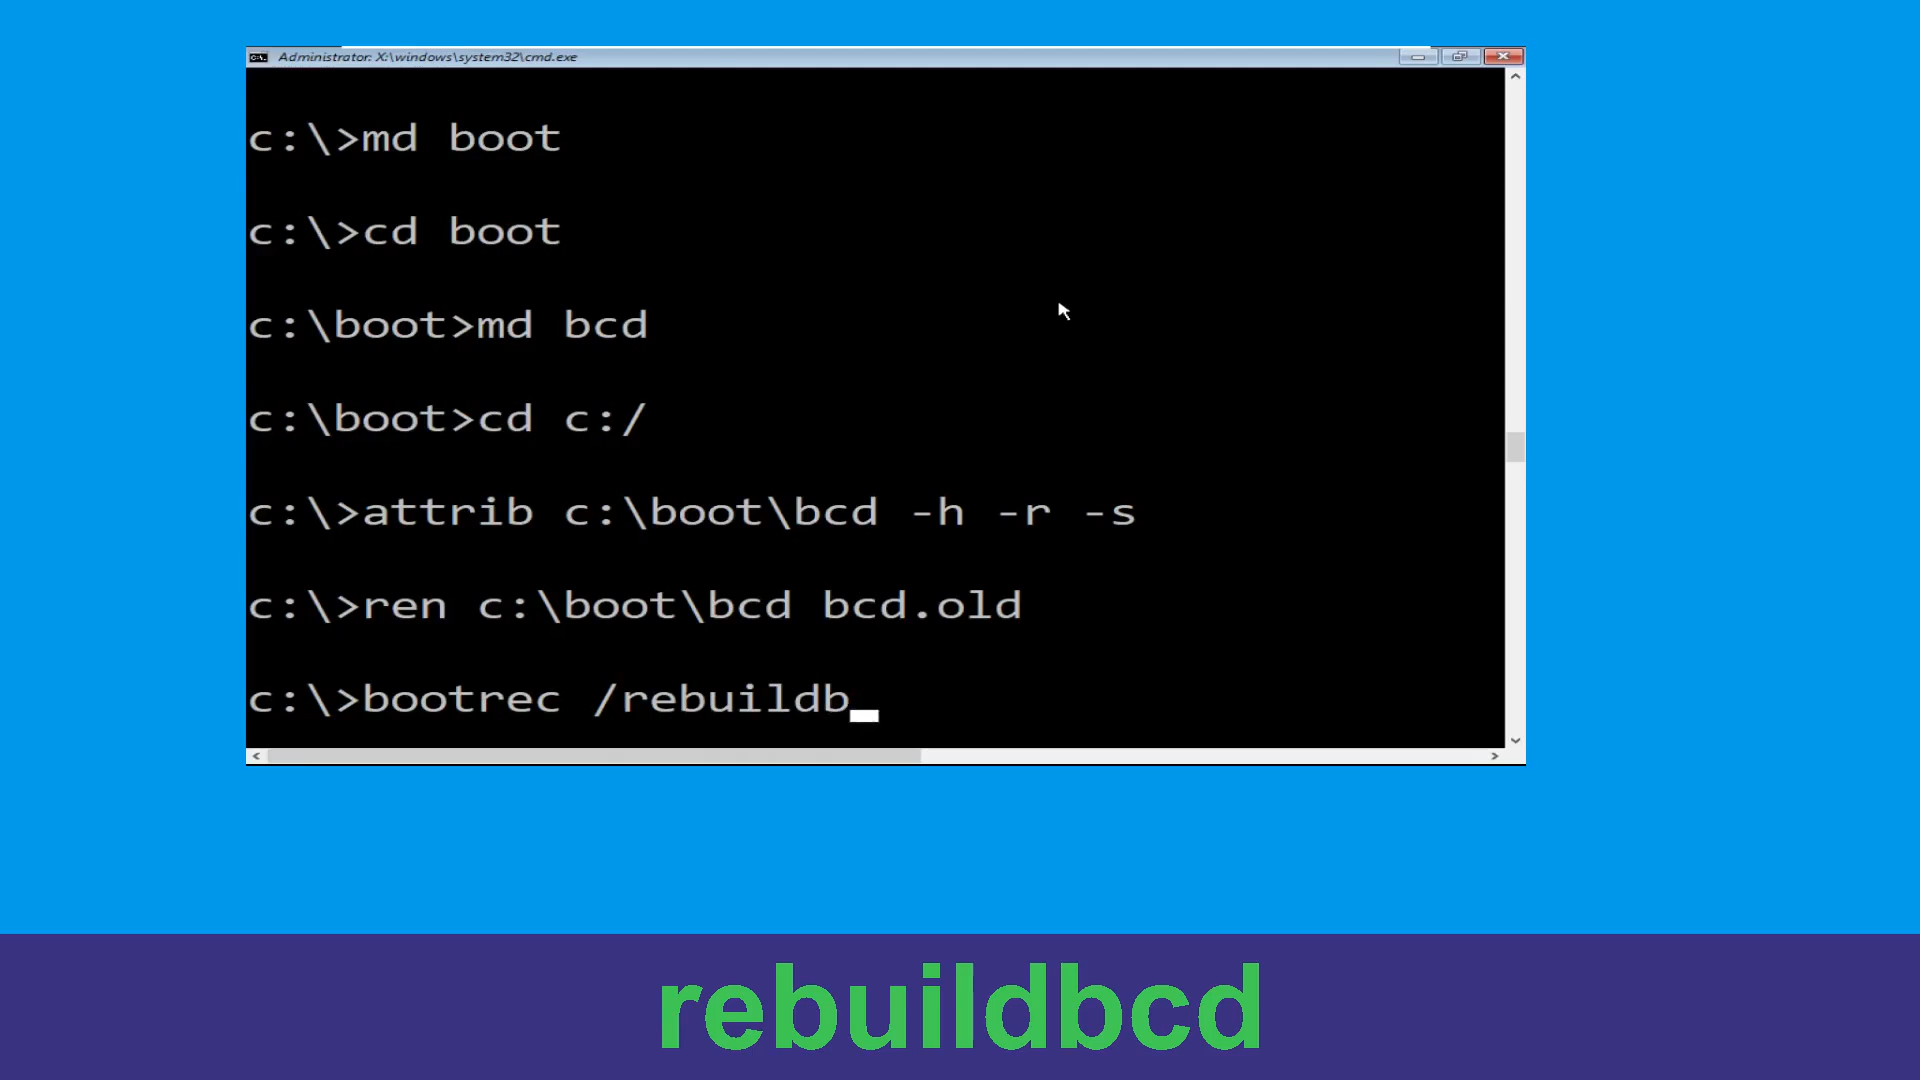 Administrator: X:\windows\system32\cmd.exe
c:\>md boot
c:\>cd boot
c:\boot>md bcd
c:\boot>cd c:/
c:\>attrib c:\boot\bcd -h -r -s
c:\>ren c:\boot\bcd bcd.old
c:\>bootrec /rebuildb_
rebuildbcd